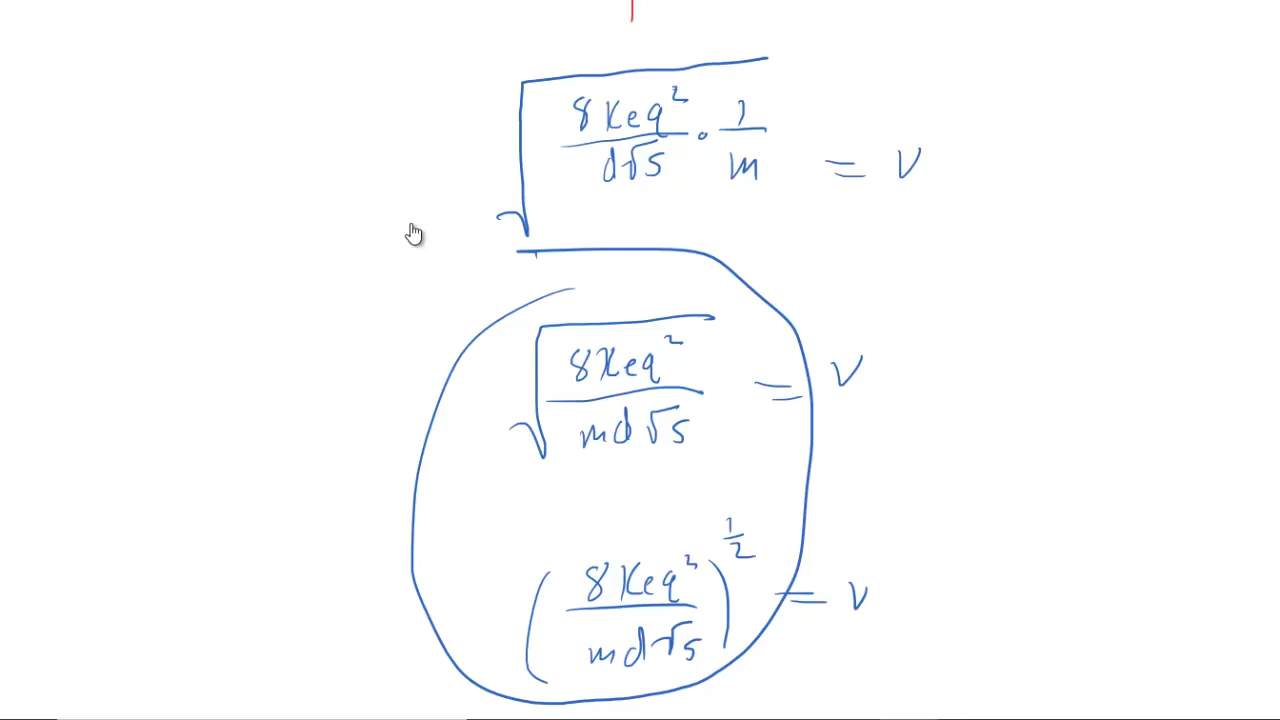 √(8Keq²/d√5 · 1/m) = v
√(8Keq²/md√5) = v
(8Keq²/md√5)^(1/2) = v